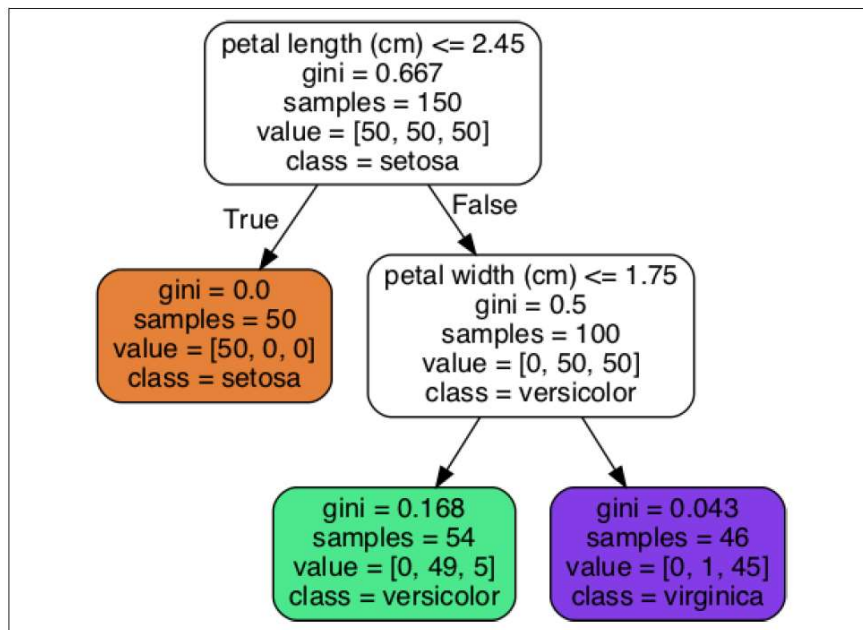 petal length (cm) <= 2.45
gini = 0.667
samples = 150
value = [50, 50, 50]
class = setosa
True
False
gini = 0.0
samples = 50
value = [50, 0, 0]
class = setosa
petal width (cm) <= 1.75
gini = 0.5
samples = 100
value = [0, 50, 50]
class = versicolor
gini = 0.168
samples = 54
value = [0, 49, 5]
class = versicolor
gini = 0.043
samples = 46
value = [0, 1, 45]
class = virginica